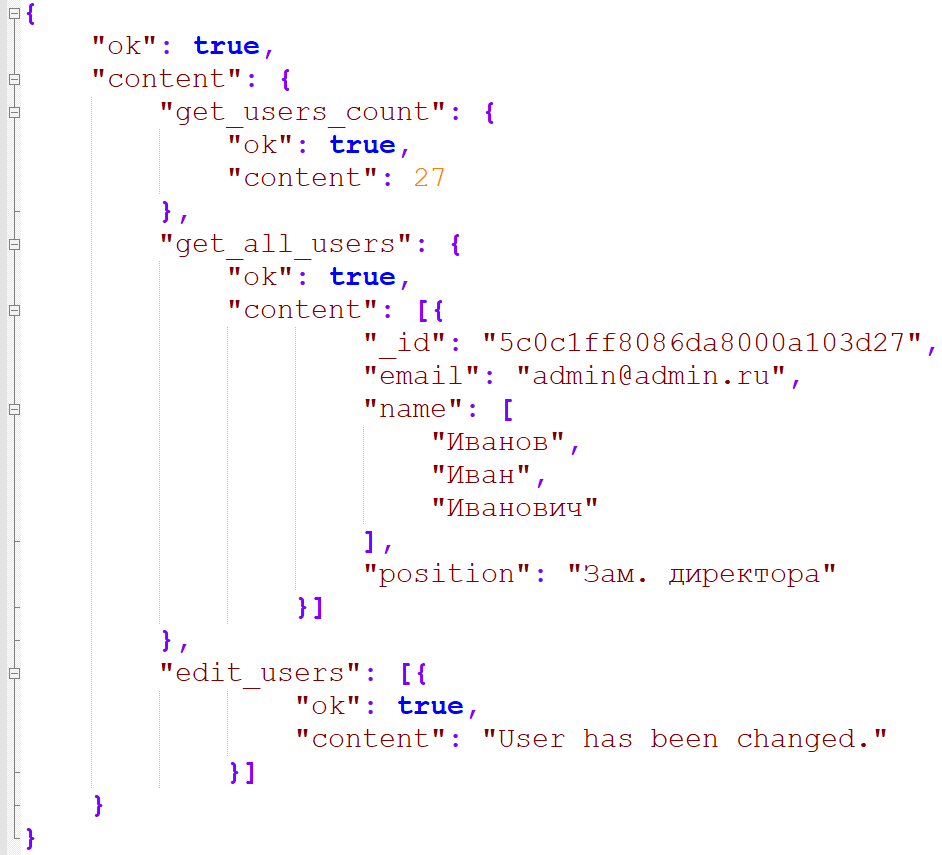 {
"ok": true,
"content": {
"get_users_count": {
"ok": true,
"content": 27
},
"get_all_users": {
"ok": true,
"content": [{
"_id": "5c0c1ff8086da8000a103d27",
"email": "admin@admin.ru",
"name": [
"Иванов",
"Иван",
"Иванович"
],
"position": "Зам. директора"
}]
},
"edit_users": [{
"ok": true,
"content": "User has been changed."
}]
}
}